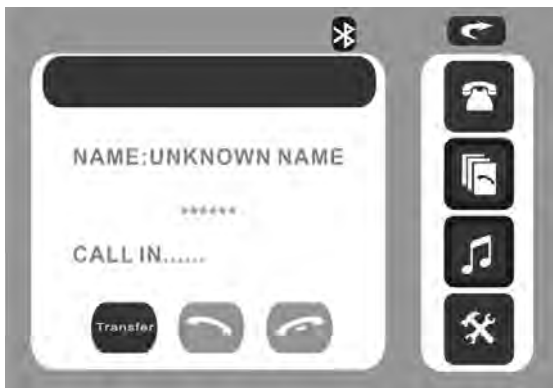 NAME:UNKNOWN NAME
******
CALL IN......
Transfer